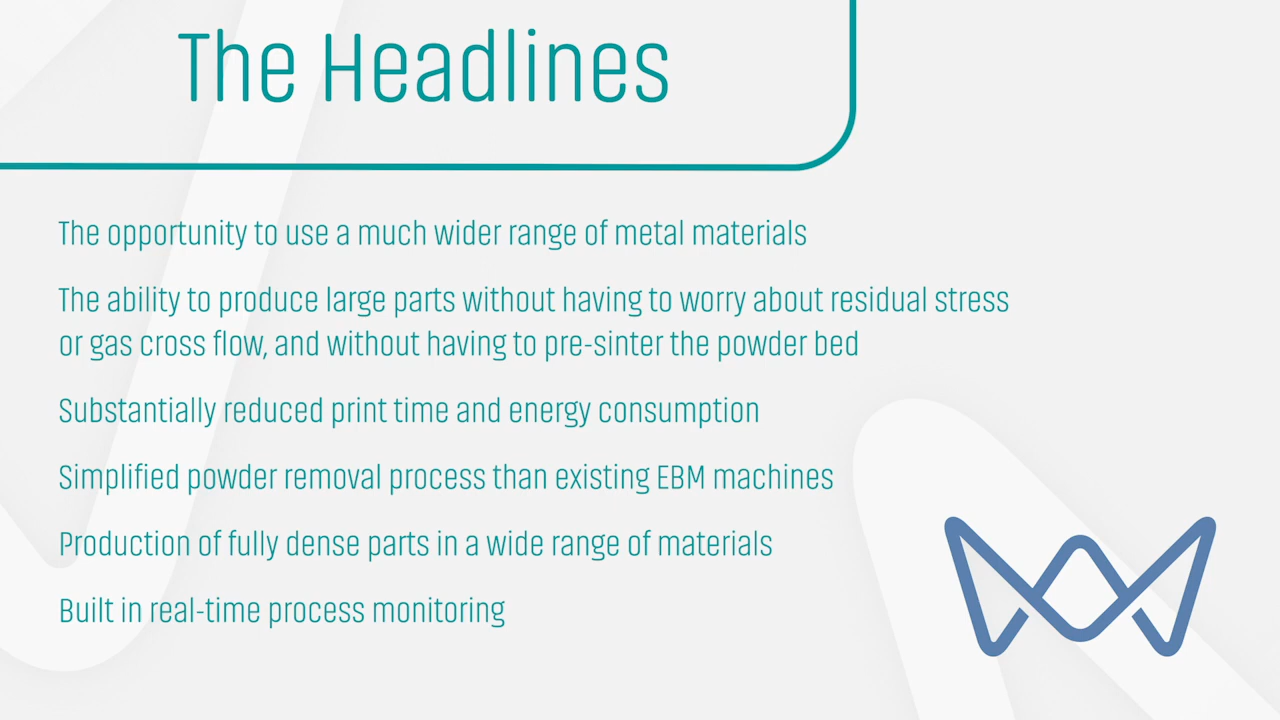 The Headlines
The opportunity to use a much wider range of metal materials
The ability to produce large parts without having to worry about residual stress
or gas cross flow, and without having to pre-sinter the powder bed
Substantially reduced print time and energy consumption
Simplified powder removal process than existing EBM machines
Production of fully dense parts in a wide range of materials
Built in real-time process monitoring